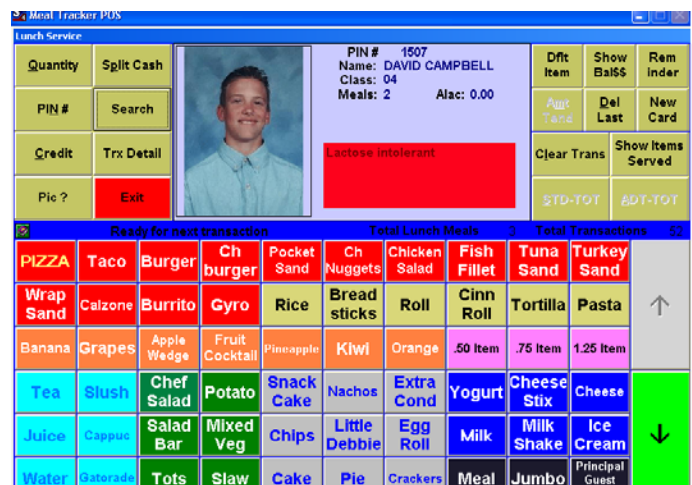 Meal Tracker POS
Lunch Service
Quantity
Split Cash
PIN # 1507
Name: DAVID CAMPBELL
Class: 04
Meals: 2 Alac: 0.00
Dflt Item
Show Bal$$
Rem inder
PIN #
Search
Amt Tend
Del Last
New Card
Credit
Trx Detail
Lactose intolerant
Clear Trans
Show Items Served
Pic ?
Exit
STD-TOT
ADT-TOT
Ready for next transaction Total Lunch Meals 3 Total Transactions 52
PIZZA
Taco
Burger
Ch burger
Pocket Sand
Ch Nuggets
Chicken Salad
Fish Fillet
Tuna Sand
Turkey Sand
Wrap Sand
Calzone
Burrito
Gyro
Rice
Bread sticks
Roll
Cinn Roll
Tortilla
Pasta
Banana
Grapes
Apple Wedge
Fruit Cocktail
Pineapple
Kiwi
Orange
.50 Item
.75 Item
1.25 Item
Tea
Slush
Chef Salad
Potato
Snack Cake
Nachos
Extra Cond
Yogurt
Cheese Stix
Cheese
Juice
Cappuc
Salad Bar
Mixed Veg
Chips
Little Debbie
Egg Roll
Milk
Milk Shake
Ice Cream
Water
Gatorade
Tots
Slaw
Cake
Pie
Crackers
Meal
Jumbo
Principal Guest